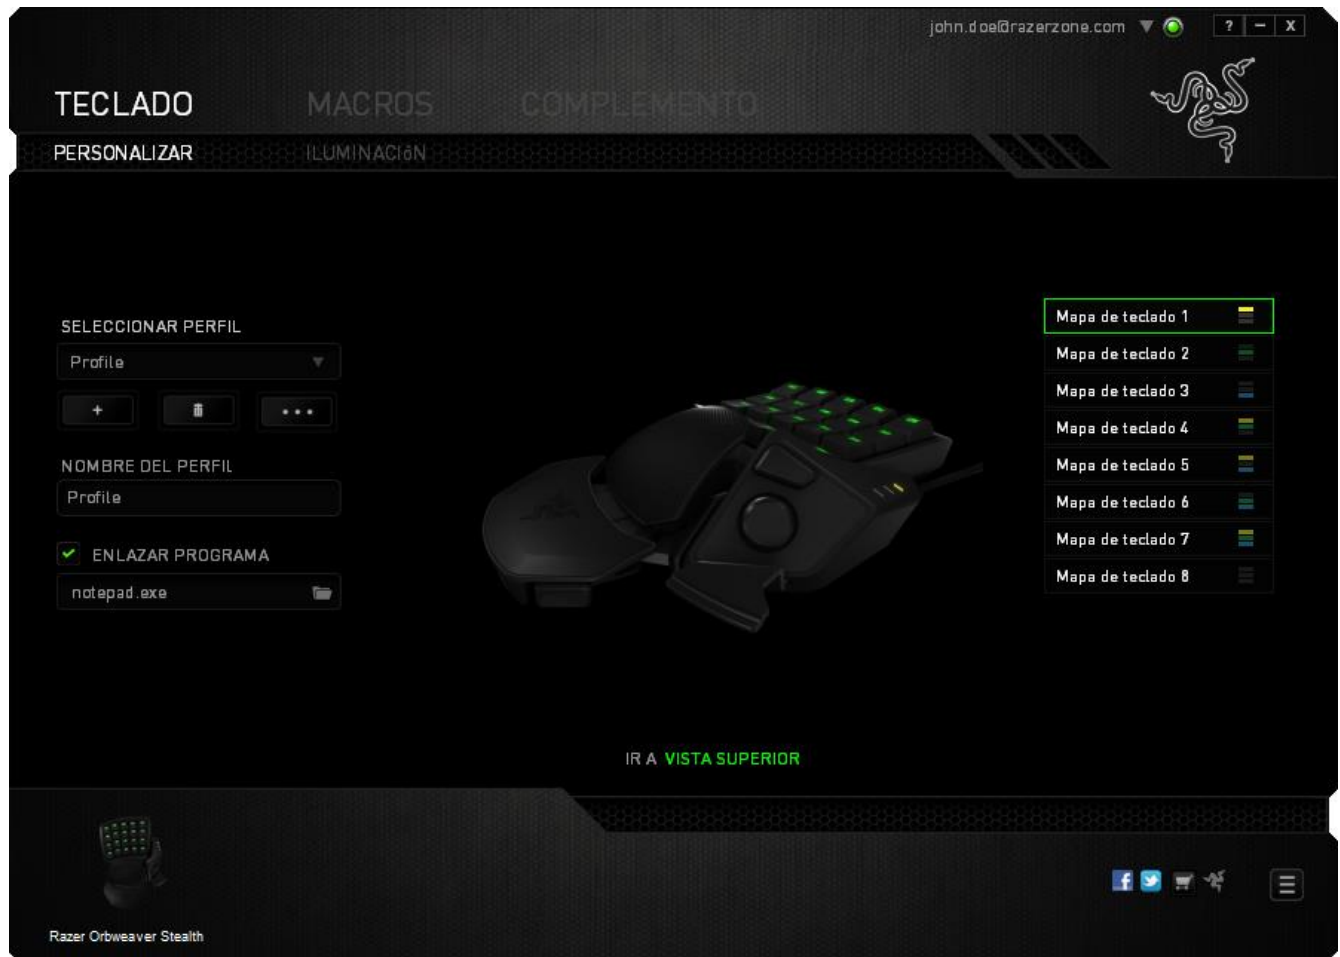 john.doe@razerzone.com
? – X
TECLADO MACROS COMPLEMENTO
PERSONALIZAR ILUMINACIóN
SELECCIONAR PERFIL
Profile
+ •••
NOMBRE DEL PERFIL
Profile
ENLAZAR PROGRAMA
notepad.exe
Mapa de teclado 1
Mapa de teclado 2
Mapa de teclado 3
Mapa de teclado 4
Mapa de teclado 5
Mapa de teclado 6
Mapa de teclado 7
Mapa de teclado 8
IR A VISTA SUPERIOR
Razer Orbweaver Stealth